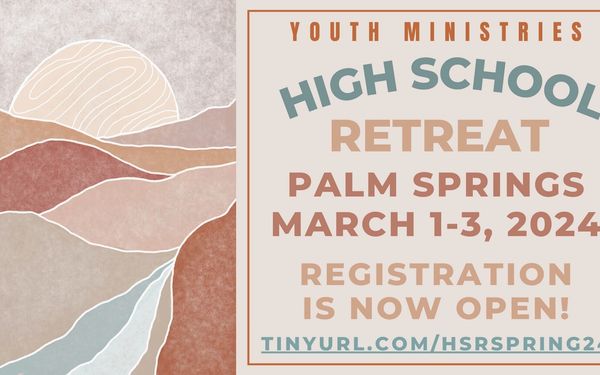 YOUTH MINISTRIES
HIGH SCHOOL
RETREAT
PALM SPRINGS
MARCH 1-3, 2024
REGISTRATION
IS NOW OPEN!
TINYURL.COM/HSRSPRING24